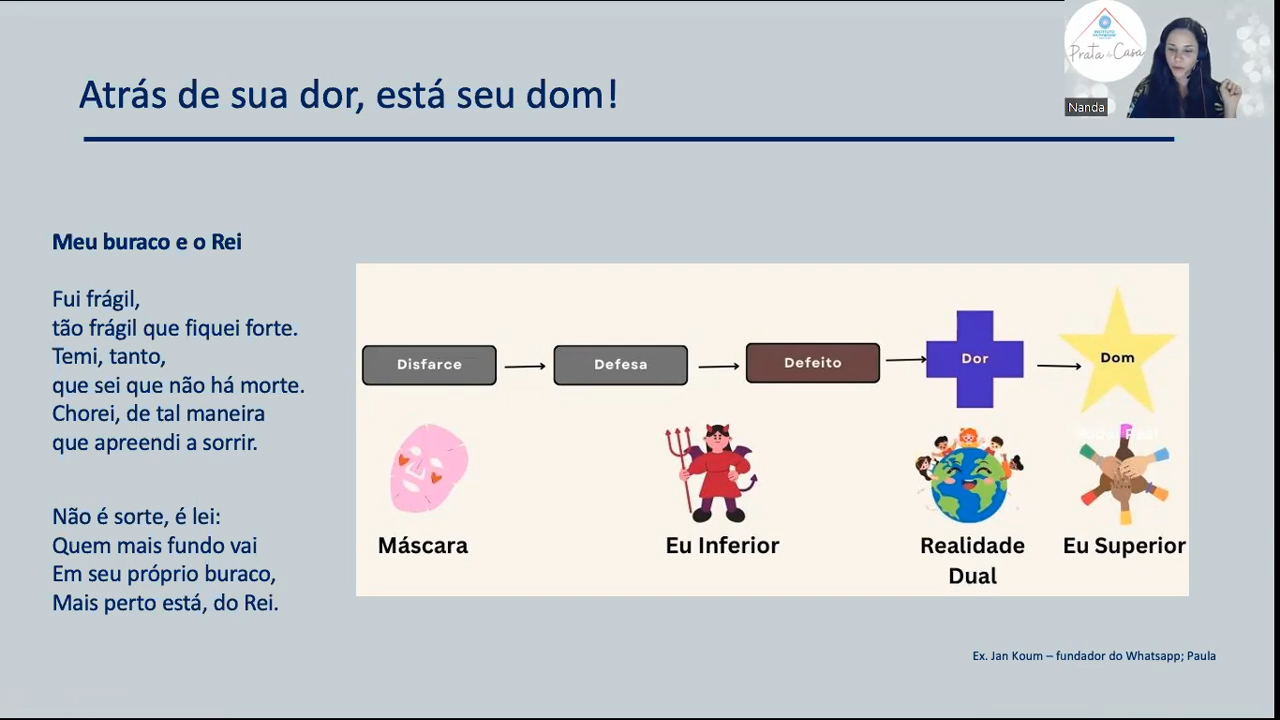 Prata da Casa
Nanda
Atrás de sua dor, está seu dom!
Meu buraco e o Rei
Fui frágil,
tão frágil que fiquei forte.
Temi, tanto,
que sei que não há morte.
Chorei, de tal maneira
que apreendi a sorrir.
Não é sorte, é lei:
Quem mais fundo vai
Em seu próprio buraco,
Mais perto está, do Rei.
Disfarce
Defesa
Defeito
Dor
Dom
Máscara
Eu Inferior
Realidade
Dual
Eu Superior
Ex. Jan Koum – fundador do Whatsapp; Paula